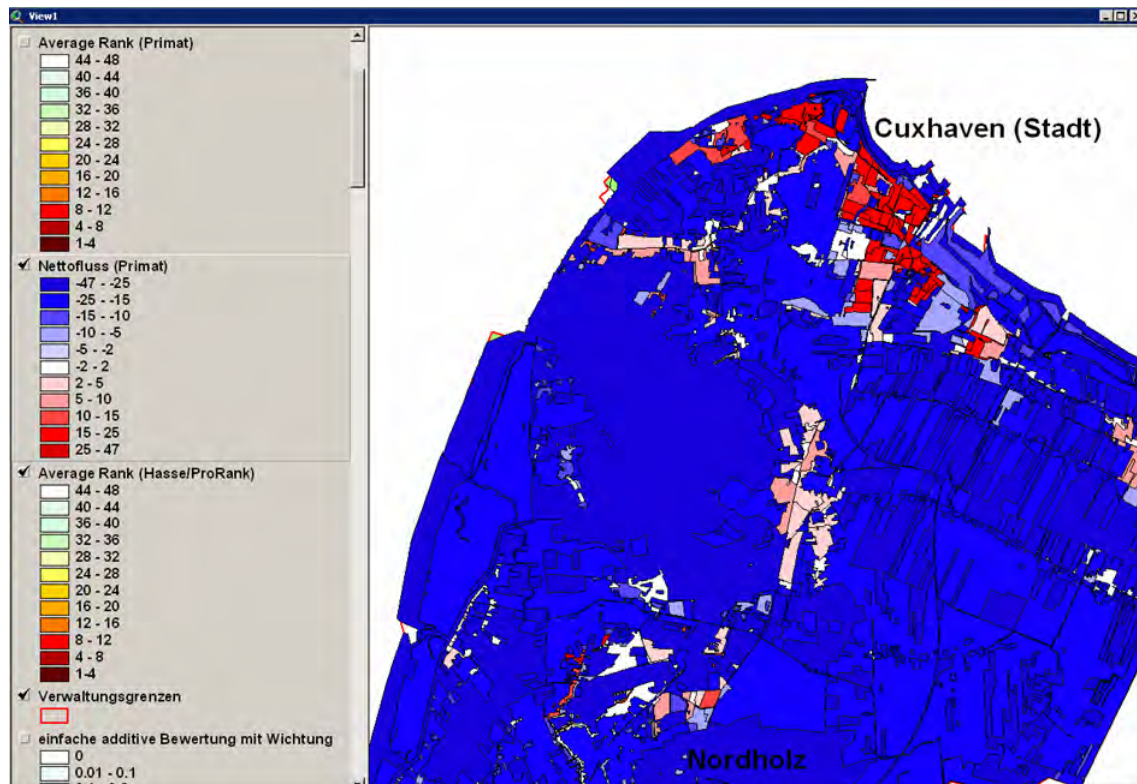 View1
Average Rank (Primat)
44 - 48
40 - 44
36 - 40
32 - 36
28 - 32
24 - 28
20 - 24
16 - 20
12 - 16
8 - 12
4 - 8
1-4
Nettofluss (Primat)
-47 - -25
-25 - -15
-15 - -10
-10 - -5
-5 - -2
-2 - 2
2 - 5
5 - 10
10 - 15
15 - 25
25 - 47
Average Rank (Hasse/ProRank)
44 - 48
40 - 44
36 - 40
32 - 36
28 - 32
24 - 28
20 - 24
16 - 20
12 - 16
8 - 12
4 - 8
1-4
Verwaltungsgrenzen
einfache additive Bewertung mit Wichtung
0
0.01 - 0.1
Cuxhaven (Stadt)
Nordholz